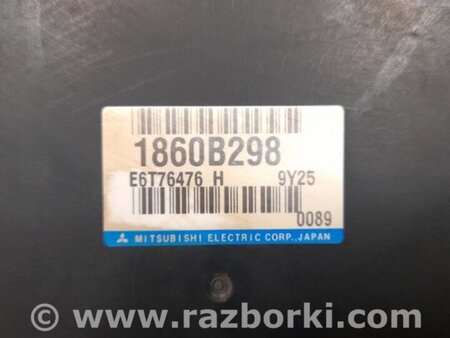 1860B298
E6T76476 H 9Y25
0089
MITSUBISHI ELECTRIC CORP.,JAPAN
© www.razborki.com